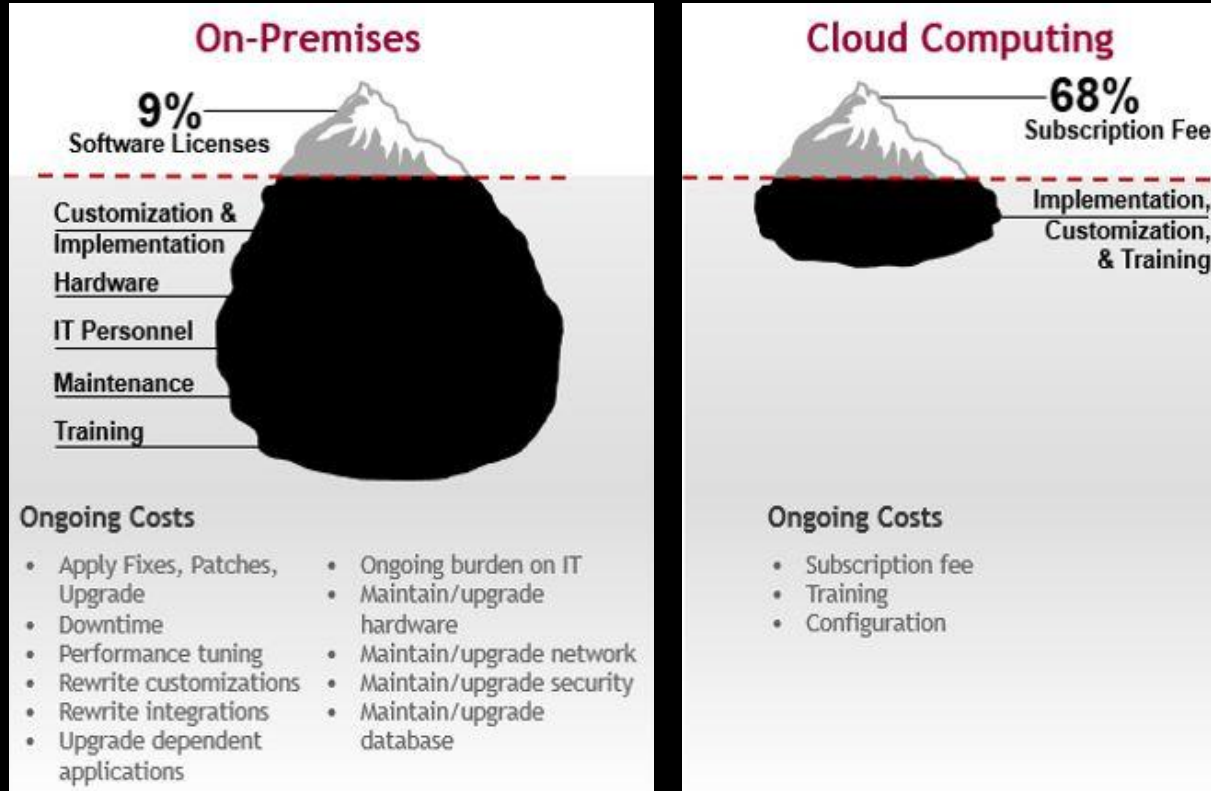 On-Premises
9%
Software Licenses
Customization &
Implementation
Hardware
IT Personnel
Maintenance
Training
Ongoing Costs
• Apply Fixes, Patches,
Upgrade
• Downtime
• Performance tuning
• Rewrite customizations
• Rewrite integrations
• Upgrade dependent
applications
• Ongoing burden on IT
• Maintain/upgrade
hardware
• Maintain/upgrade network
• Maintain/upgrade security
• Maintain/upgrade
database
Cloud Computing
68%
Subscription Fee
Implementation,
Customization,
& Training
Ongoing Costs
• Subscription fee
• Training
• Configuration